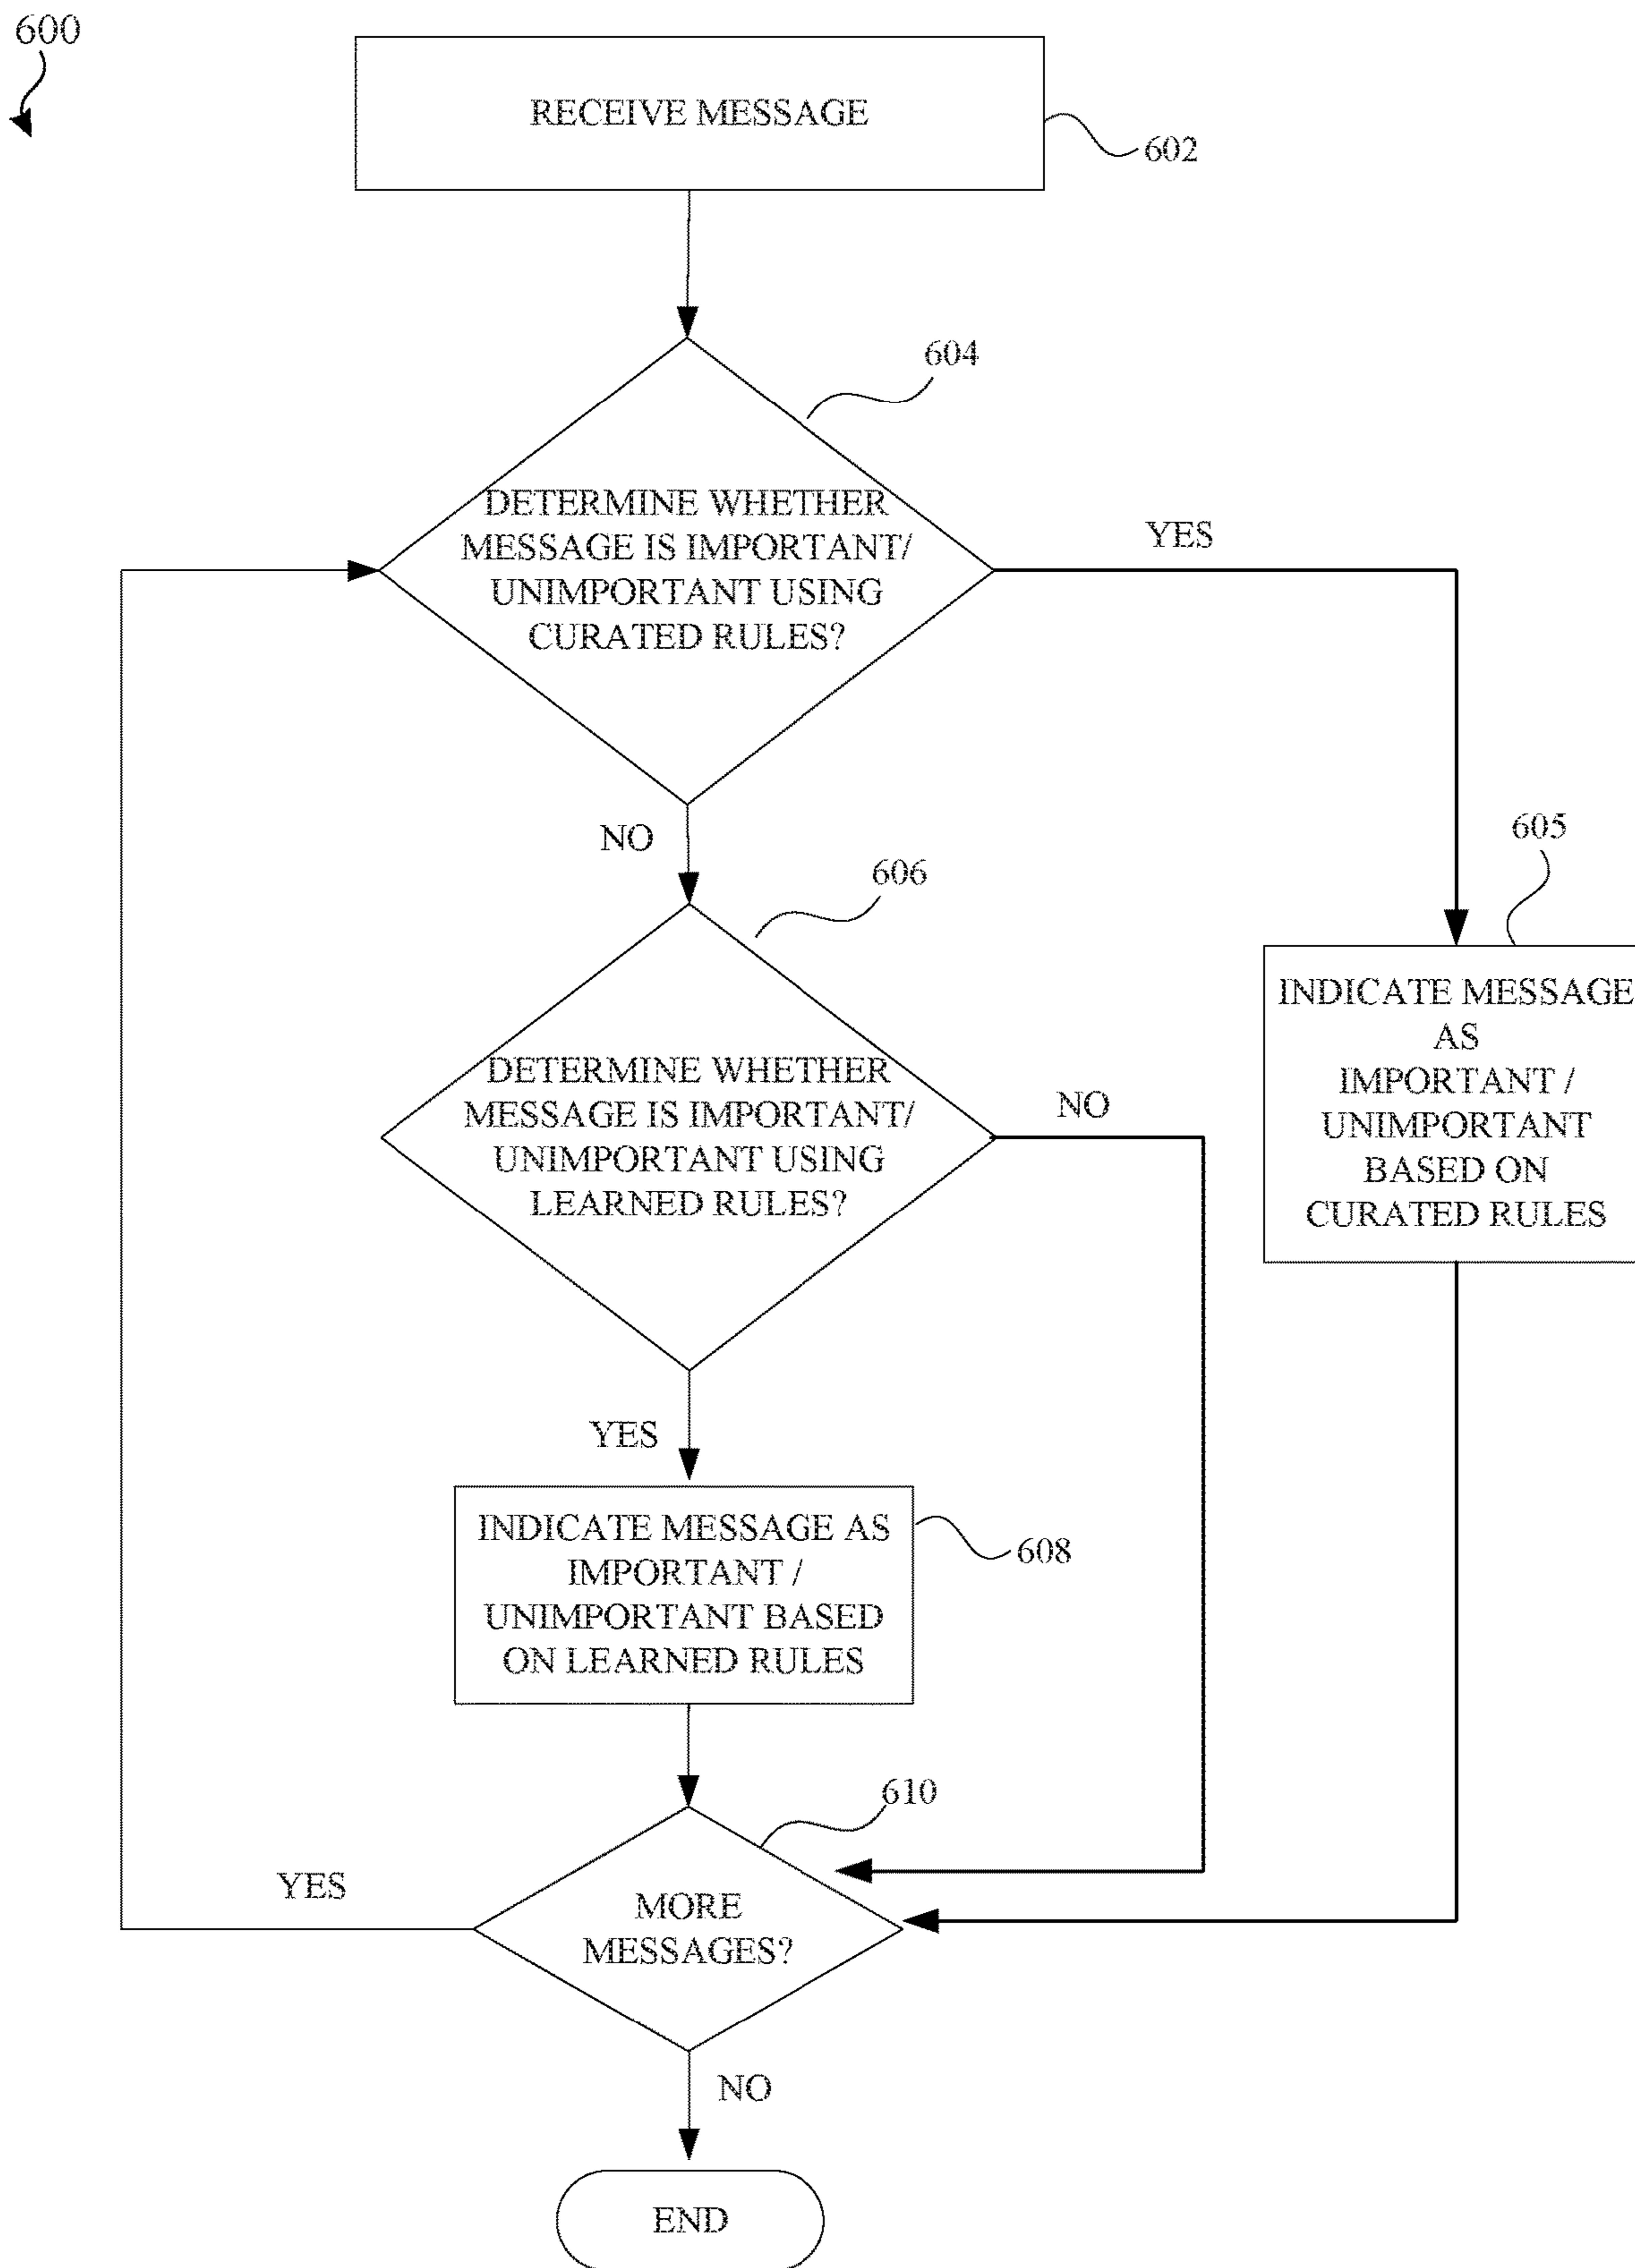 600
RECEIVE MESSAGE
602
604
DETERMINE WHETHER
MESSAGE IS IMPORTANT/
UNIMPORTANT USING
CURATED RULES?
YES
NO
605
606
INDICATE MESSAGE
AS
IMPORTANT /
UNIMPORTANT
BASED ON
CURATED RULES
DETERMINE WHETHER
MESSAGE IS IMPORTANT/
UNIMPORTANT USING
LEARNED RULES?
NO
YES
INDICATE MESSAGE AS
IMPORTANT /
UNIMPORTANT BASED
ON LEARNED RULES
608
610
YES
MORE
MESSAGES?
NO
END